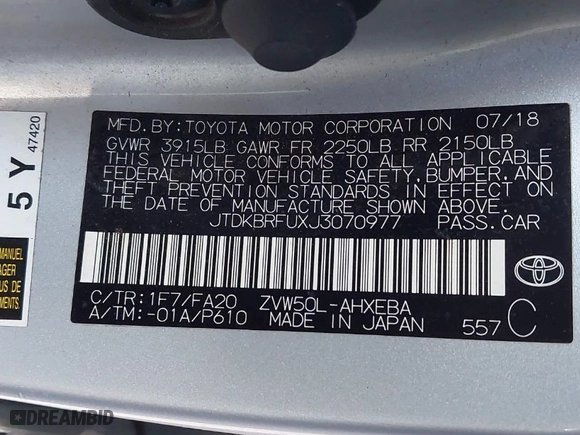 MFD. BY: TOYOTA MOTOR CORPORATION 07/18
GVWR 3915LB GAWR FR 2250LB RR 2150LB
THIS VEHICLE CONFORMS TO ALL APPLICABLE
FEDERAL MOTOR VEHICLE SAFETY, BUMPER, AND
THEFT PREVENTION STANDARDS IN EFFECT ON
THE DATE OF MANUFACTURE SHOWN ABOVE.
JTDKBRFUXJ3070977 PASS. CAR
C/TR: 1F7/FA20 ZVW50L-AHXEBA
A/TM: -01A/P610 MADE IN JAPAN 557 C
5 Y
47420
MANUEL
DREAMBID